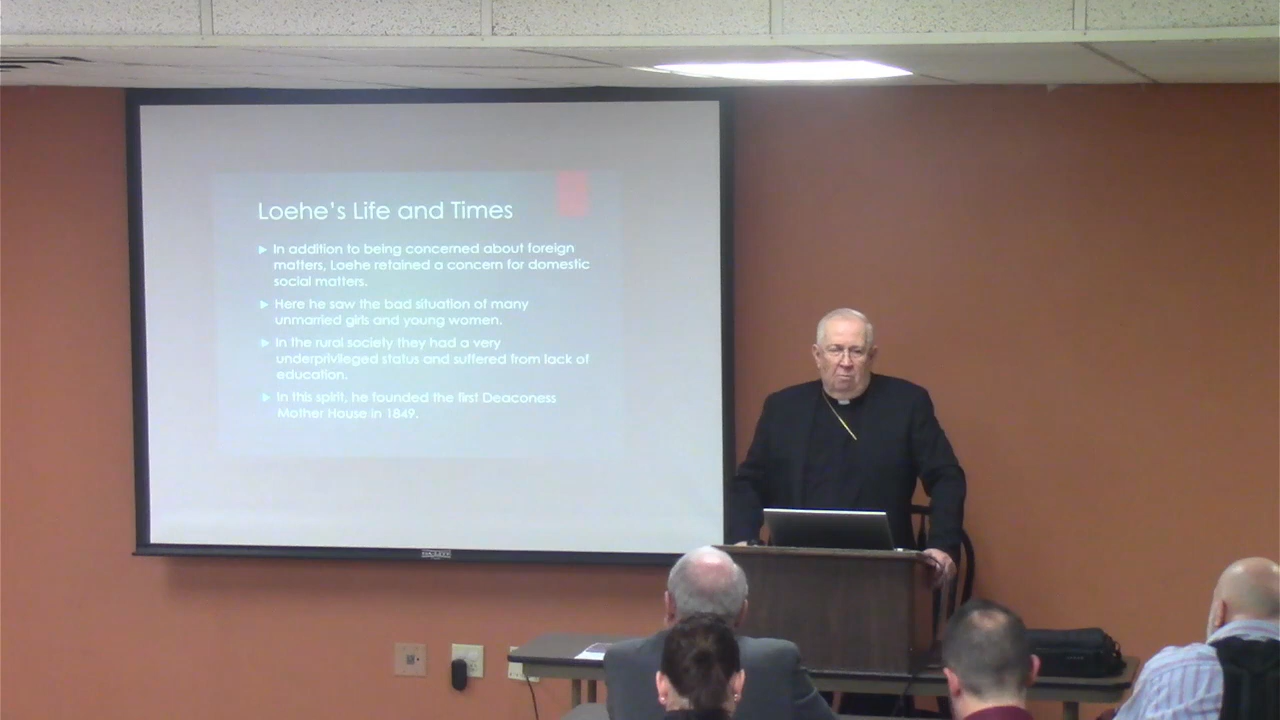 Loehe's Life and Times
In addition to being concerned about foreign
matters, Loehe retained a concern for domestic
social matters.
Here he saw the bad situation of many
unmarried girls and young women.
In the rural society they had a very
underprivileged status and suffered from lack of
education.
In this spirit, he founded the first Deaconess
Mother House in 1849.